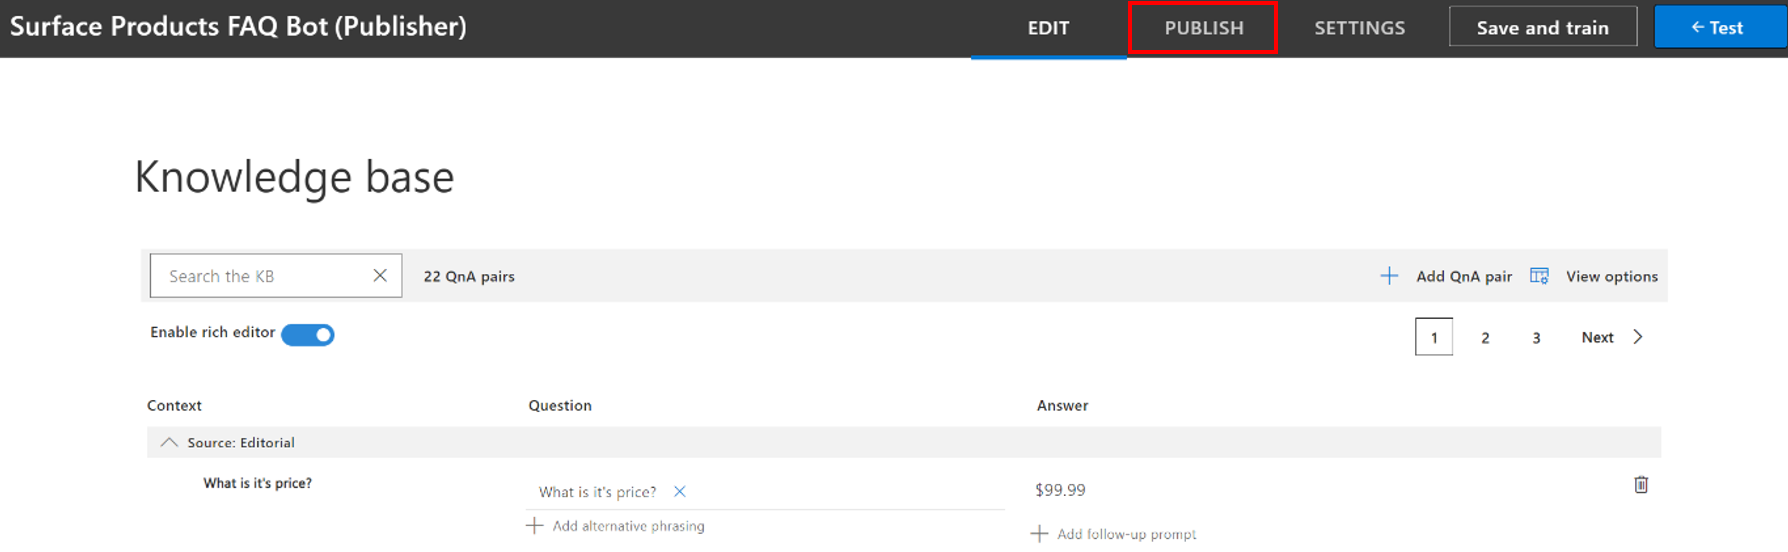 Surface Products FAQ Bot (Publisher) EDIT PUBLISH SETTINGS Save and train Test
Knowledge base
Search the KB 22 QnA pairs Add QnA pair View options
Enable rich editor 1 2 3 Next
Context Question Answer
Source: Editorial
What is it's price? What is it's price? $99.99
Add alternative phrasing Add follow-up prompt